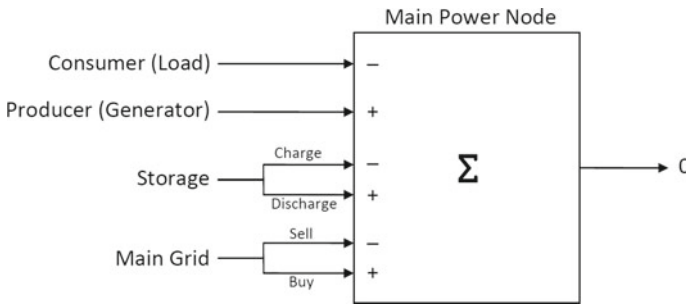 Main Power Node
Consumer (Load)
−
Producer (Generator)
+
Charge
−
Storage
Σ
0
+
Discharge
Sell
−
Main Grid
+
Buy